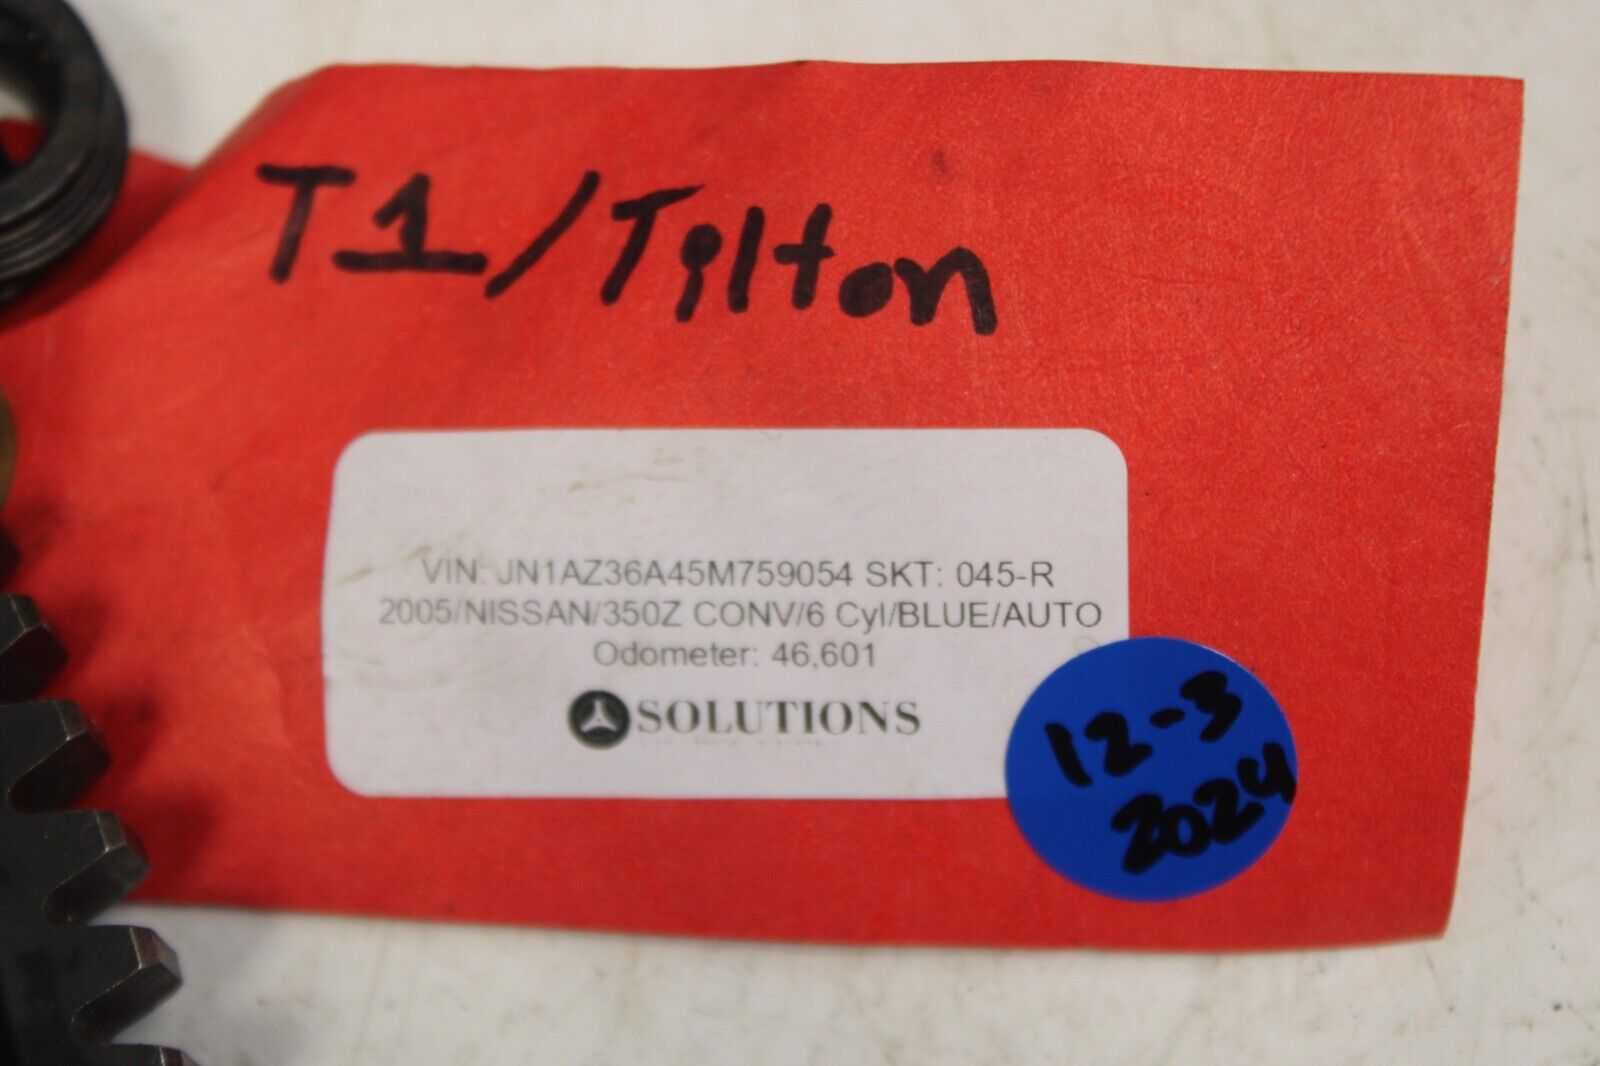 T1/Tilton
VIN: JN1AZ36A45M759054 SKT: 045-R
2005/NISSAN/350Z CONV/6 Cyl/BLUE/AUTO
Odometer: 46,601
SOLUTIONS
12-3
2024